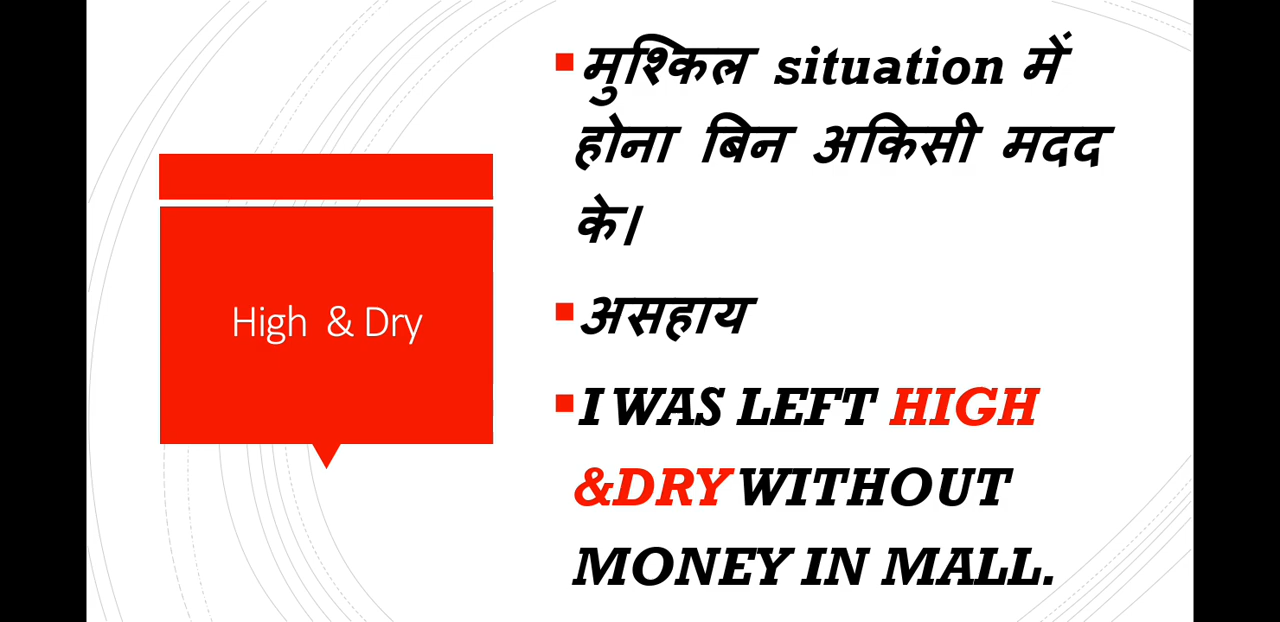 High & Dry
मुश्किल situation में
होना बिन अकिसी मदद
के।
असहाय
I WAS LEFT HIGH
&DRY WITHOUT
MONEY IN MALL.